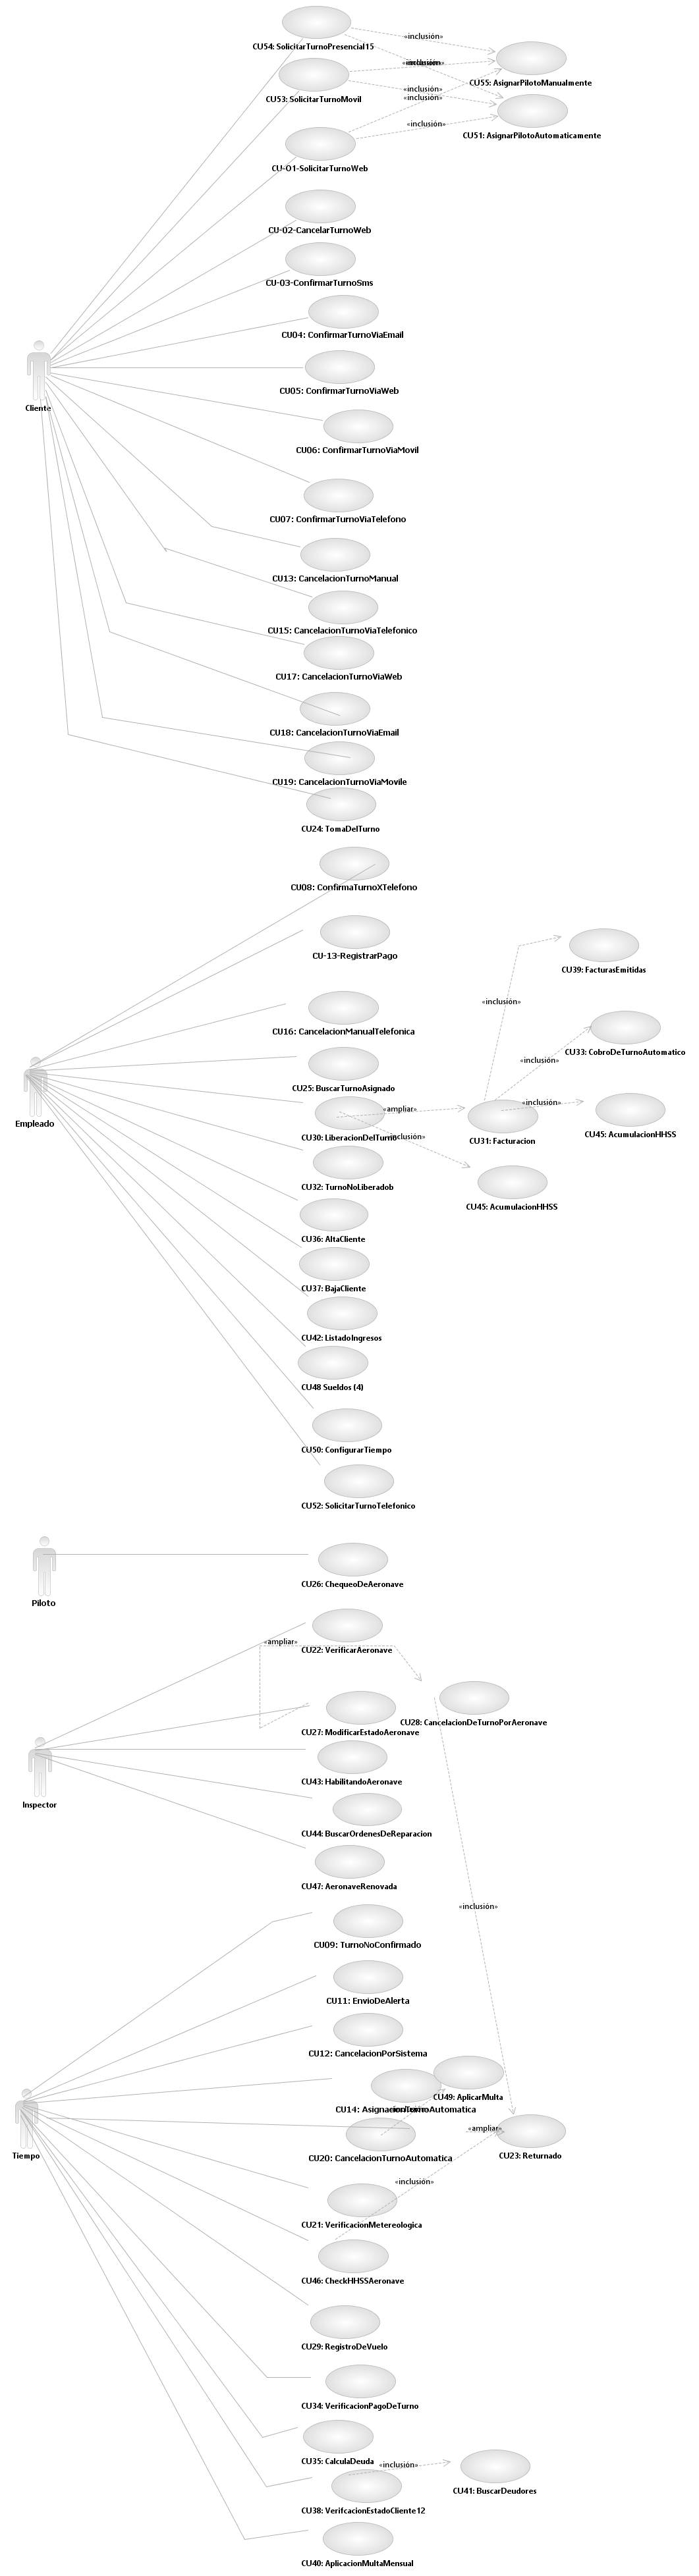 CU54: SolicitarTurnoPresencial15
«inclusión»
CU55: AsignarPilotoManualmente
«inclusión»
CU53: SolicitarTurnoMovil
«inclusión»
«inclusión»
CU51: AsignarPilotoAutomaticamente
«inclusión»
CU-01-SolicitarTurnoWeb
CU-02-CancelarTurnoWeb
CU-03-ConfirmarTurnoSms
CU04: ConfirmarTurnoViaEmail
CU05: ConfirmarTurnoViaWeb
Cliente
CU06: ConfirmarTurnoViaMovil
CU07: ConfirmarTurnoViaTelefono
CU13: CancelacionTurnoManual
CU15: CancelacionTurnoViaTelefonico
CU17: CancelacionTurnoViaWeb
CU18: CancelacionTurnoViaEmail
CU19: CancelacionTurnoViaMovile
CU24: TomaDelTurno
CU08: ConfirmaTurnoXTelefono
CU-13-RegistrarPago
CU39: FacturasEmitidas
«inclusión»
CU16: CancelacionManualTelefonica
CU33: CobroDeTurnoAutomatico
«inclusión»
CU25: BuscarTurnoAsignado
«inclusión»
«ampliar»
Empleado
CU30: LiberacionDelTurno
«inclusión»
CU31: Facturacion
CU45: AcumulacionHHSS
CU32: TurnoNoLiberadob
CU45: AcumulacionHHSS
CU36: AltaCliente
CU37: BajaCliente
CU42: ListadoIngresos
CU48 Sueldos (4)
CU50: ConfigurarTiempo
CU52: SolicitarTurnoTelefonico
CU26: ChequeoDeAeronave
Piloto
«ampliar»
CU22: VerificarAeronave
CU28: CancelacionDeTurnoPorAeronave
CU27: ModificarEstadoAeronave
CU43: HabilitandoAeronave
Inspector
CU44: BuscarOrdenesDeReparacion
CU47: AeronaveRenovada
«inclusión»
CU09: TurnoNoConfirmado
CU11: EnvioDeAlerta
CU12: CancelacionPorSistema
CU49: AplicarMulta
CU14: AsignacionTurnoAutomatica
«inclusión»
«ampliar»
Tiempo
CU20: CancelacionTurnoAutomatica
CU23: Returnado
«inclusión»
CU21: VerificacionMetereologica
CU46: CheckHHSSAeronave
CU29: RegistroDeVuelo
CU34: VerificacionPagoDeTurno
CU35: CalculaDeuda
«inclusión»
CU41: BuscarDeudores
CU38: VerifcacionEstadoCliente12
CU40: AplicacionMultaMensual